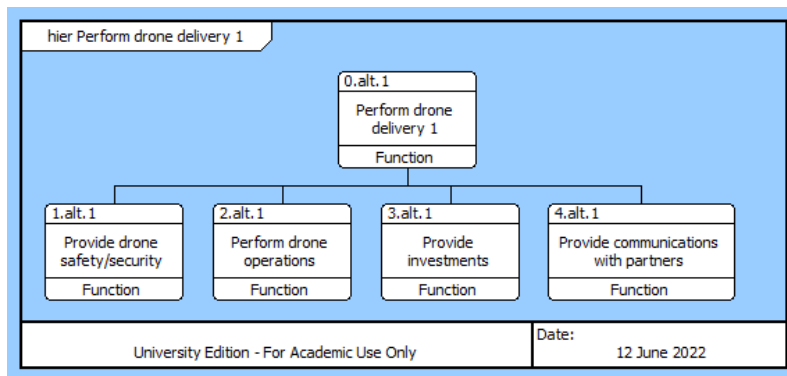 hier Perform drone delivery 1
0.alt.1
Perform drone
delivery 1
Function
1.alt.1
Provide drone
safety/security
Function
2.alt.1
Perform drone
operations
Function
3.alt.1
Provide
investments
Function
4.alt.1
Provide communications
with partners
Function
University Edition - For Academic Use Only
Date:
12 June 2022